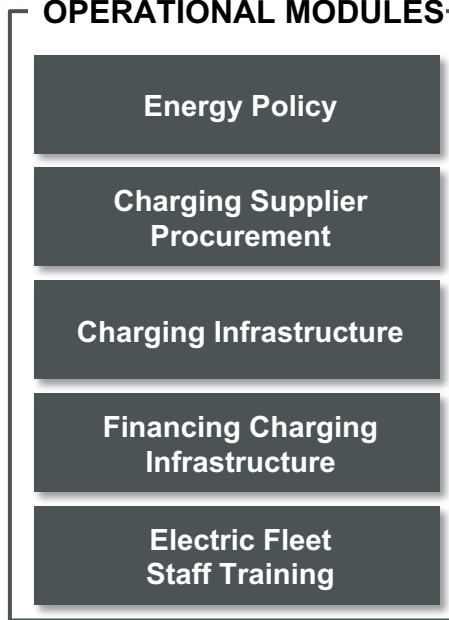 OPERATIONAL MODULES
Energy Policy
Charging Supplier
Procurement
Charging Infrastructure
Financing Charging
Infrastructure
Electric Fleet
Staff Training